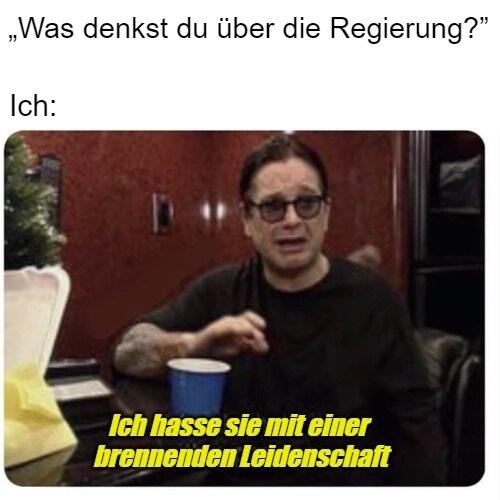 „Was denkst du über die Regierung?”
Ich:
Ich hasse sie mit einer
brennenden Leidenschaft